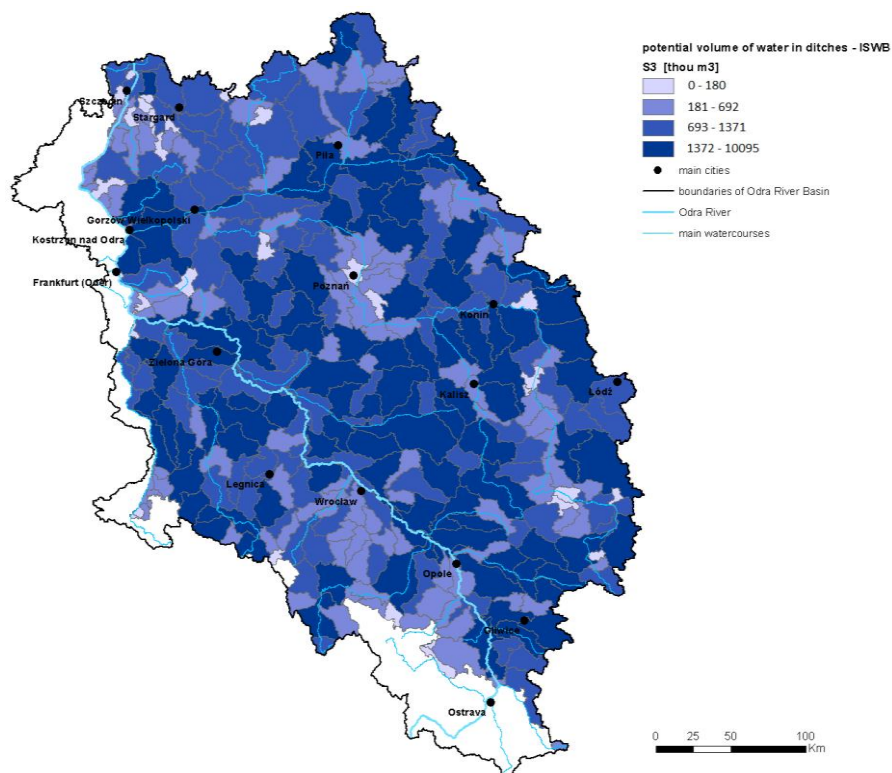 potential volume of water in ditches - ISWB
S3 [thou m3]
0 - 180
181 - 692
693 - 1371
1372 - 10095
main cities
boundaries of Odra River Basin
Odra River
main watercourses
Szczecin
Stargard
Piła
Gorzów Wielkopolski
Kostrzyn nad Odrą
Frankfurt (Oder)
Poznań
Konin
Zielona Góra
Kalisz
Łódź
Legnica
Wrocław
Opole
Gliwice
Ostrava
0 25 50 100
Km